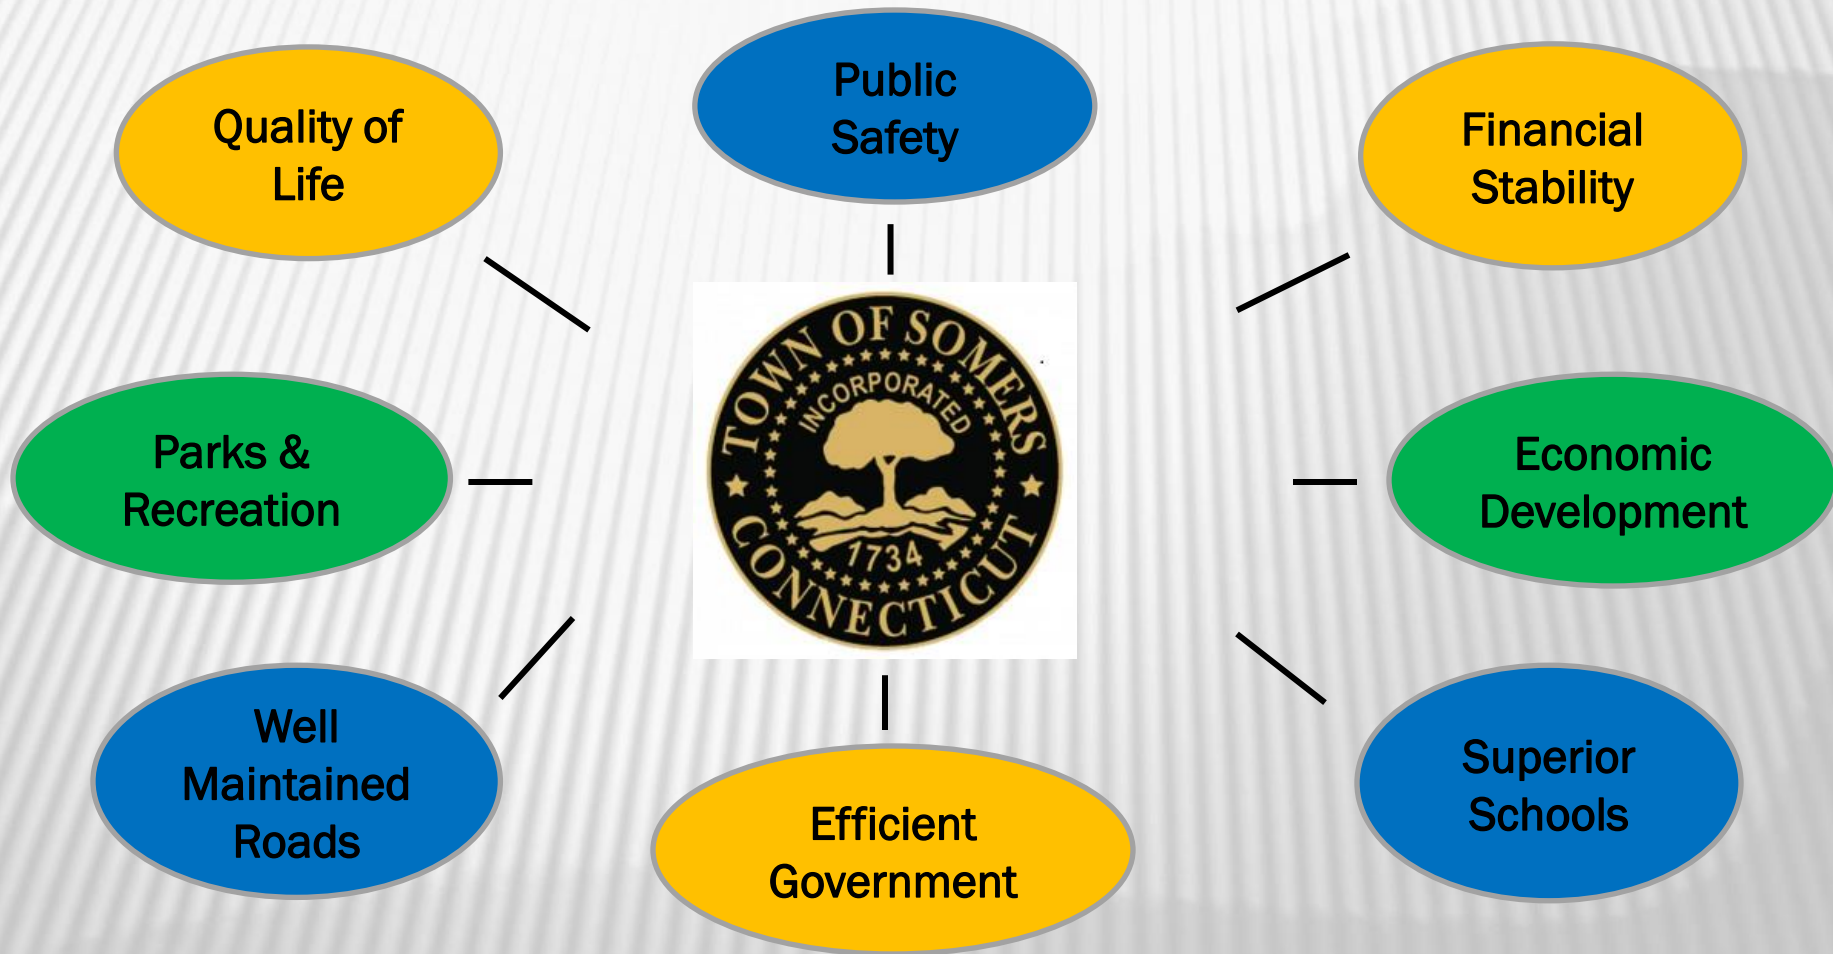 Public
Safety
Quality of
Life
Financial
Stability
TOWN OF SOMERS
INCORPORATED
1734
CONNECTICUT
Parks &
Recreation
Economic
Development
Well
Maintained
Roads
Superior
Schools
Efficient
Government